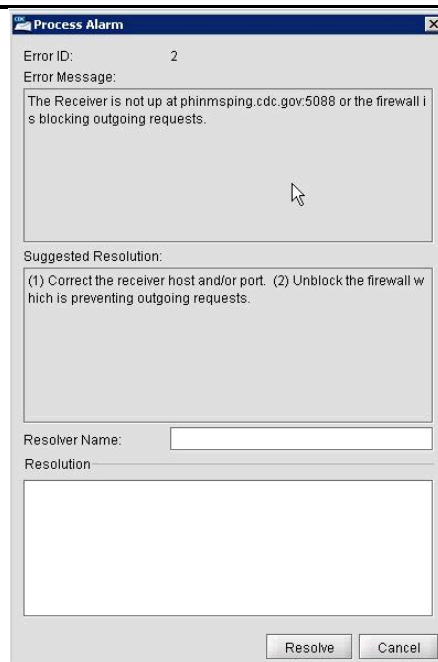 CDC
Process Alarm
Error ID: 2
Error Message:
The Receiver is not up at phinmsping.cdc.gov:5088 or the firewall i
s blocking outgoing requests.
Suggested Resolution:
(1) Correct the receiver host and/or port. (2) Unblock the firewall w
hich is preventing outgoing requests.
Resolver Name:
Resolution
Resolve Cancel